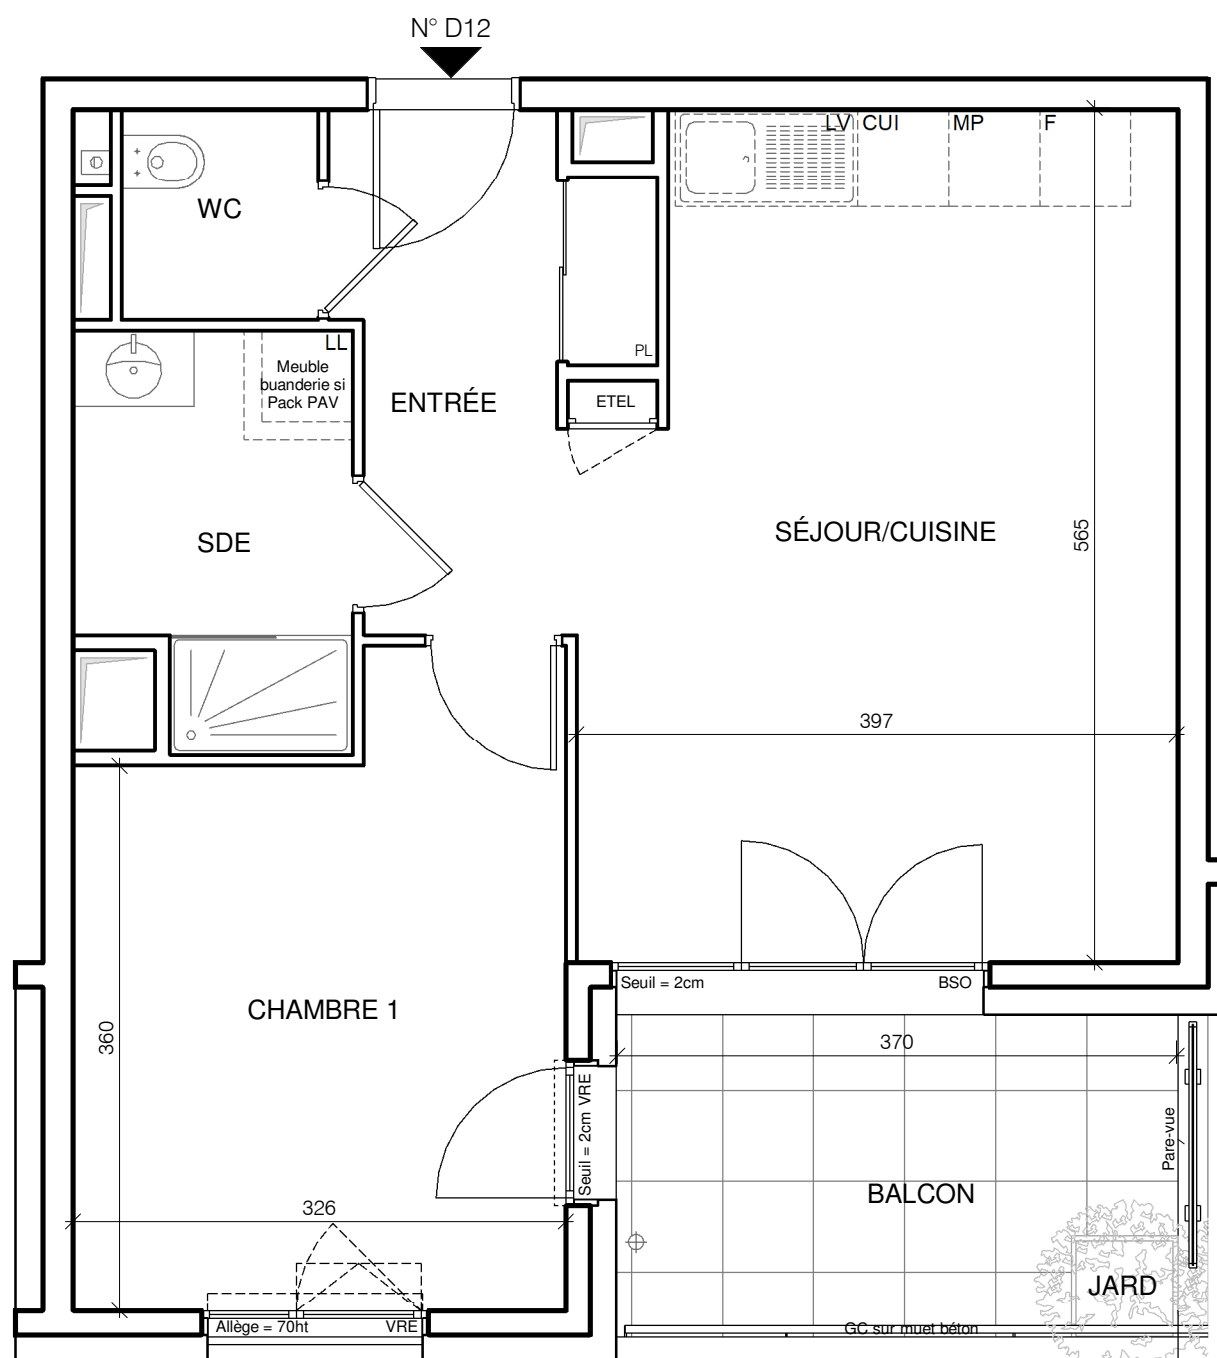 N° D12
LV CUI MP F
WC
LL
Meuble
buanderie si
Pack PAV
PL
ENTRÉE
ETEL
SDE
SÉJOUR/CUISINE
565
397
Seuil = 2cm
BSO
CHAMBRE 1
360
370
Seuil = 2cm VRE
Pare-vue
BALCON
326
JARD
Allège = 70ht
VRE
GC sur muet béton